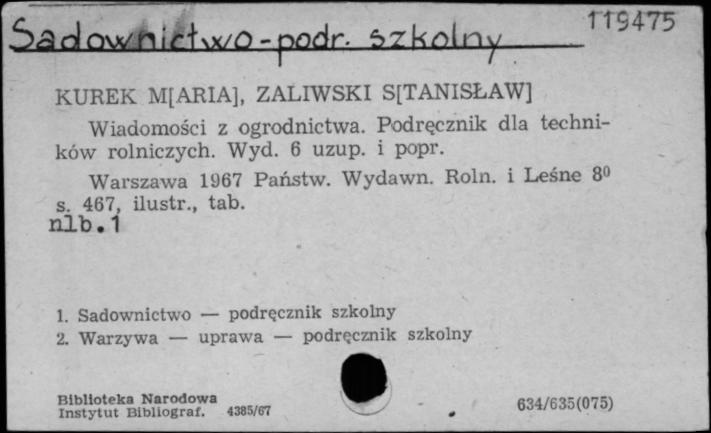 119475
Sadownictwo-podr. szkolny
KUREK M[ARIA], ZALIWSKI S[TANISŁAW]
Wiadomości z ogrodnictwa. Podręcznik dla techni-
ków rolniczych. Wyd. 6 uzup. i popr.
Warszawa 1967 Państw. Wydawn. Roln. i Leśne 8⁰
s. 467, ilustr., tab.
nlb.1
1. Sadownictwo — podręcznik szkolny
2. Warzywa — uprawa — podręcznik szkolny
Biblioteka Narodowa
Instytut Bibliograf. 4385/67
634/635(075)